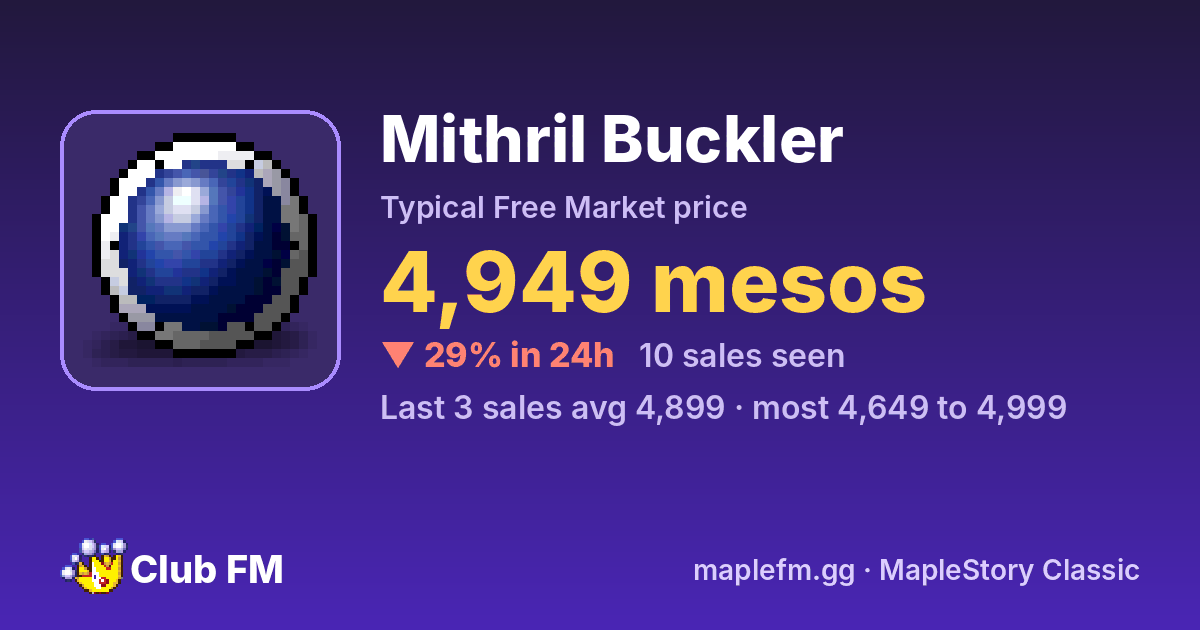 Mithril Buckler
Typical Free Market price
4,949 mesos
▼ 29% in 24h 10 sales seen
Last 3 sales avg 4,899 · most 4,649 to 4,999
Club FM
maplefm.gg · MapleStory Classic